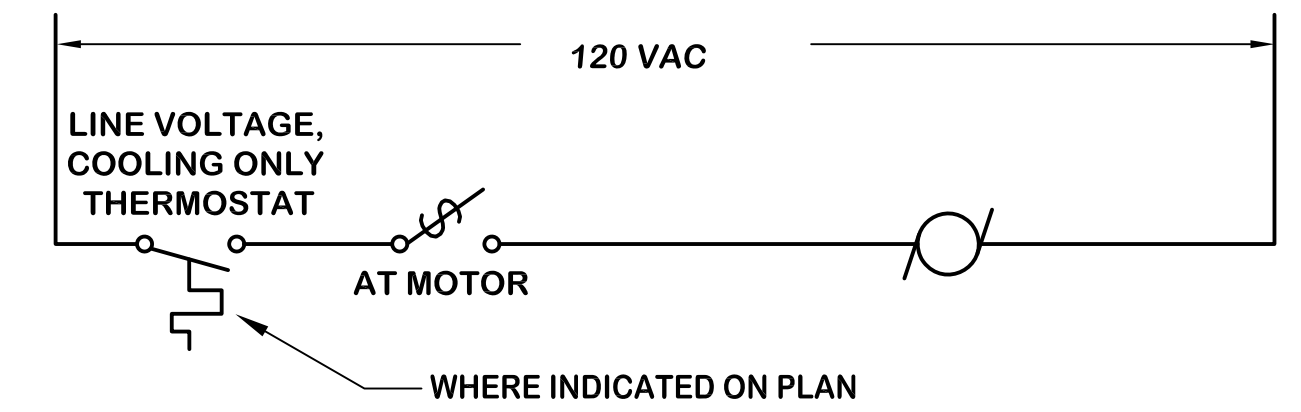 120 VAC
LINE VOLTAGE,
COOLING ONLY
THERMOSTAT
AT MOTOR
WHERE INDICATED ON PLAN